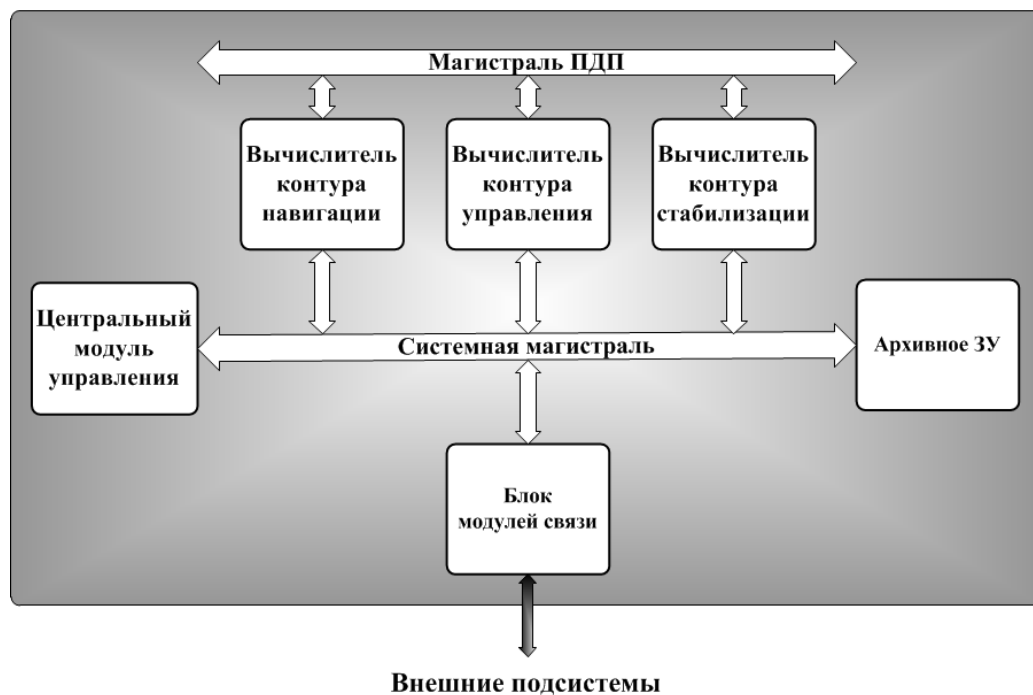 Магистраль ПДП
Вычислитель
контура
навигации
Вычислитель
контура
управления
Вычислитель
контура
стабилизации
Центральный
модуль
управления
Системная магистраль
Архивное ЗУ
Блок
модулей связи
Внешние подсистемы